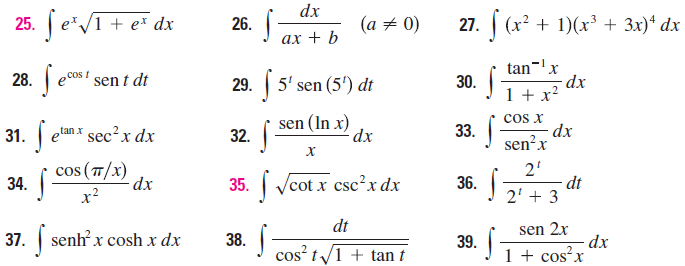 25. ∫ eˣ√(1 + eˣ) dx 26. ∫ dx/(ax + b) (a ≠ 0) 27. ∫ (x² + 1)(x³ + 3x)⁴ dx
28. ∫ e^(cos t) sen t dt 29. ∫ 5ᵗ sen (5ᵗ) dt 30. ∫ (tan⁻¹x)/(1 + x²) dx
31. ∫ e^(tan x) sec²x dx 32. ∫ (sen (ln x))/x dx 33. ∫ (cos x)/(sen²x) dx
34. ∫ (cos (π/x))/x² dx 35. ∫ √(cot x) csc²x dx 36. ∫ 2ᵗ/(2ᵗ + 3) dt
37. ∫ senh²x cosh x dx 38. ∫ dt/(cos² t√(1 + tan t)) 39. ∫ (sen 2x)/(1 + cos²x) dx